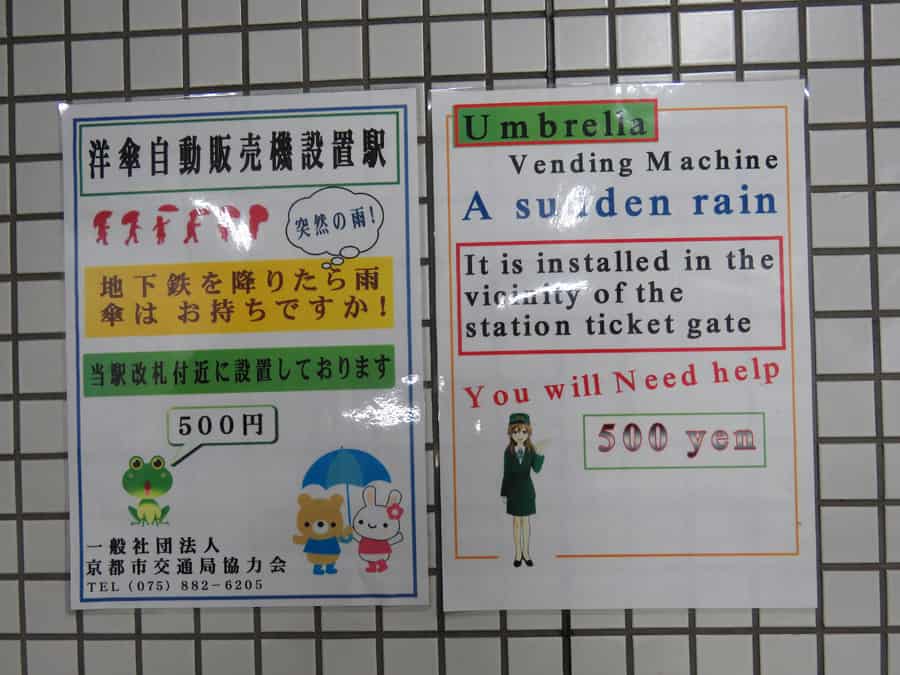 洋傘自動販売機設置駅
突然の雨!
地下鉄を降りたら雨
傘は お持ちですか!
当駅改札付近に設置しております
500円
一般社団法人
京都市交通局協力会
TEL (075) 882-6205
Umbrella
Vending Machine
A sudden rain
It is installed in the
vicinity of the
station ticket gate
You will Need help
500 yen